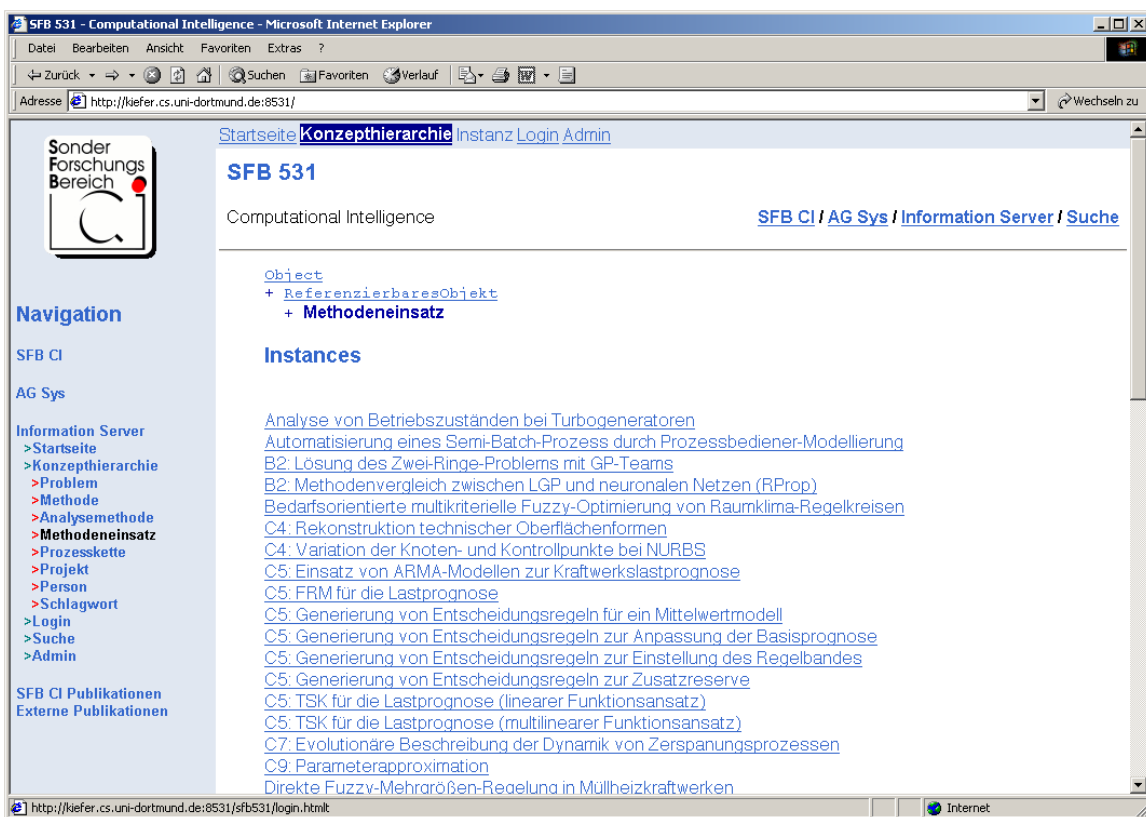 SFB 531 - Computational Intelligence - Microsoft Internet Explorer
Datei Bearbeiten Ansicht Favoriten Extras ?
Zurück Suchen Favoriten Verlauf
Adresse http://kiefer.cs.uni-dortmund.de:8531/ Wechseln zu
Sonder
Forschungs
Bereich
Startseite Konzepthierarchie Instanz Login Admin
SFB 531
Computational Intelligence
SFB CI / AG Sys / Information Server / Suche
Object
+ ReferenzierbaresObjekt
+ Methodeneinsatz
Instances
Analyse von Betriebszuständen bei Turbogeneratoren
Automatisierung eines Semi-Batch-Prozess durch Prozessbediener-Modellierung
B2: Lösung des Zwei-Ringe-Problems mit GP-Teams
B2: Methodenvergleich zwischen LGP und neuronalen Netzen (RProp)
Bedarfsorientierte multikriterielle Fuzzy-Optimierung von Raumklima-Regelkreisen
C4: Rekonstruktion technischer Oberflächenformen
C4: Variation der Knoten- und Kontrollpunkte bei NURBS
C5: Einsatz von ARMA-Modellen zur Kraftwerkslastprognose
C5: FRM für die Lastprognose
C5: Generierung von Entscheidungsregeln für ein Mittelwertmodell
C5: Generierung von Entscheidungsregeln zur Anpassung der Basisprognose
C5: Generierung von Entscheidungsregeln zur Einstellung des Regelbandes
C5: Generierung von Entscheidungsregeln zur Zusatzreserve
C5: TSK für die Lastprognose (linearer Funktionsansatz)
C5: TSK für die Lastprognose (multilinearer Funktionsansatz)
C7: Evolutionäre Beschreibung der Dynamik von Zerspanungsprozessen
C9: Parameterapproximation
Direkte Fuzzy-Mehrgrößen-Regelung in Müllheizkraftwerken
Navigation
SFB CI
AG Sys
Information Server
>Startseite
>Konzepthierarchie
>Problem
>Methode
>Analysemethode
>Methodeneinsatz
>Prozesskette
>Projekt
>Person
>Schlagwort
>Login
>Suche
>Admin
SFB CI Publikationen
Externe Publikationen
http://kiefer.cs.uni-dortmund.de:8531/sfb531/login.htmlt Internet